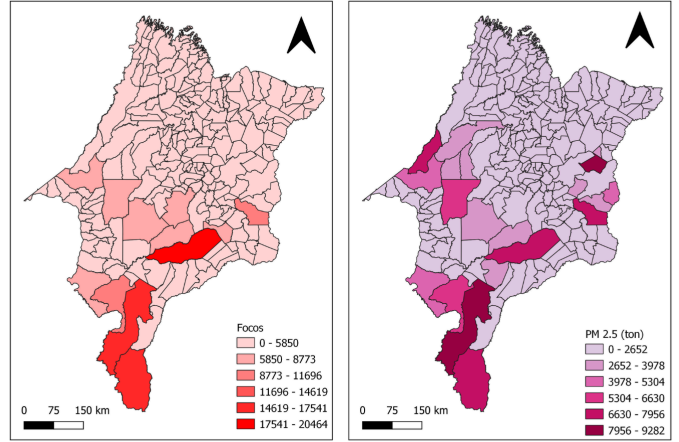 Focos
0 - 5850
5850 - 8773
8773 - 11696
11696 - 14619
14619 - 17541
17541 - 20464
0 75 150 km
PM 2.5 (ton)
0 - 2652
2652 - 3978
3978 - 5304
5304 - 6630
6630 - 7956
7956 - 9282
0 75 150 km